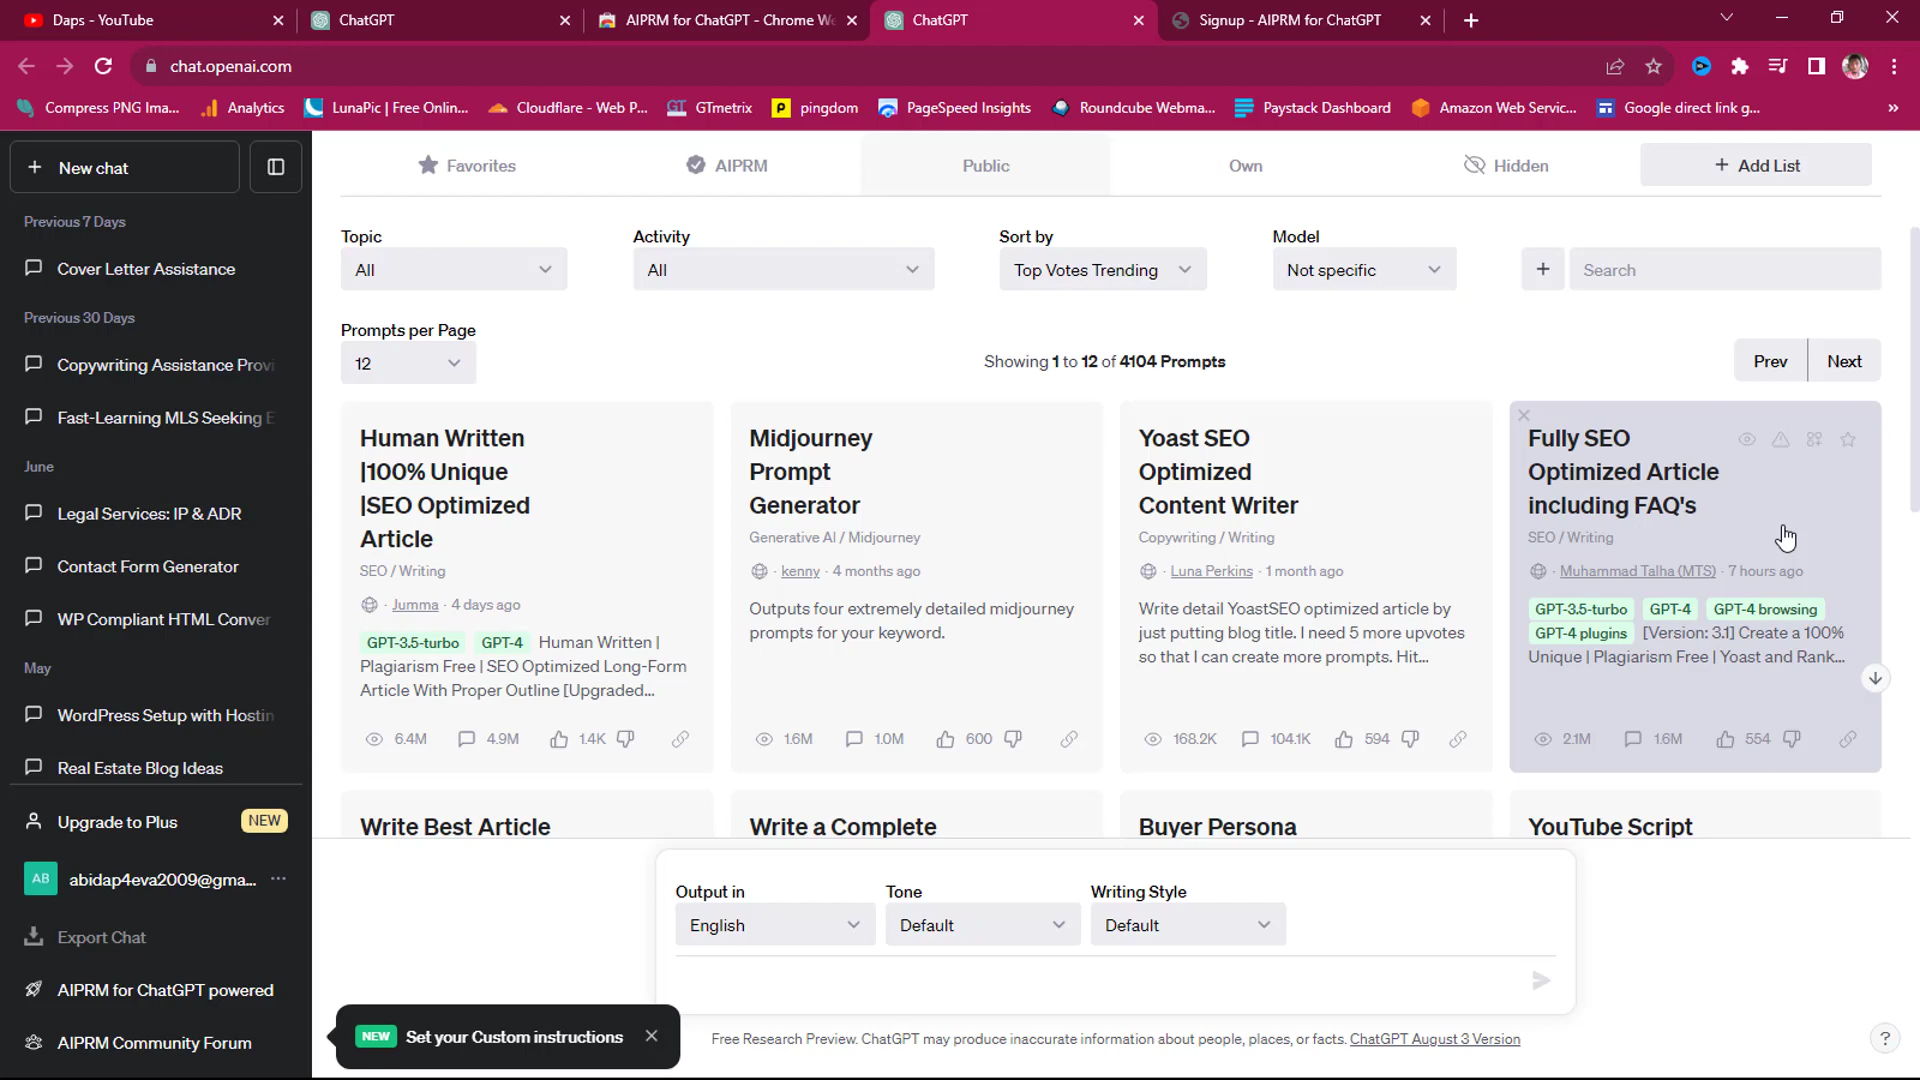 Daps - YouTube
ChatGPT
AIPRM for ChatGPT - Chrome We
ChatGPT
Signup - AIPRM for ChatGPT
chat.openai.com
Compress PNG Ima...
Analytics
LunaPic | Free Onlin...
Cloudflare - Web P...
GTmetrix
pingdom
PageSpeed Insights
Roundcube Webma...
Paystack Dashboard
Amazon Web Servic...
Google direct link g...
New chat
Previous 7 Days
Cover Letter Assistance
Previous 30 Days
Copywriting Assistance Provi
Fast-Learning MLS Seeking E
June
Legal Services: IP & ADR
Contact Form Generator
WP Compliant HTML Conver
May
WordPress Setup with Hostin
Real Estate Blog Ideas
Upgrade to Plus
NEW
AB
abidap4eva2009@gma...
Export Chat
AIPRM for ChatGPT powered
AIPRM Community Forum
Favorites
AIPRM
Public
Own
Hidden
+ Add List
Topic
All
Activity
All
Sort by
Top Votes Trending
Model
Not specific
+
Search
Prompts per Page
12
Showing 1 to 12 of 4104 Prompts
Prev
Next
Human Written
|100% Unique
|SEO Optimized
Article
SEO / Writing
· Jumma · 4 days ago
GPT-3.5-turbo GPT-4 Human Written |
Plagiarism Free | SEO Optimized Long-Form
Article With Proper Outline [Upgraded...
6.4M 4.9M 1.4K
Midjourney
Prompt
Generator
Generative AI / Midjourney
· kenny · 4 months ago
Outputs four extremely detailed midjourney
prompts for your keyword.
1.6M 1.0M 600
Yoast SEO
Optimized
Content Writer
Copywriting / Writing
· Luna Perkins · 1 month ago
Write detail YoastSEO optimized article by
just putting blog title. I need 5 more upvotes
so that I can create more prompts. Hit...
168.2K 104.1K 594
Fully SEO
Optimized Article
including FAQ's
SEO / Writing
· Muhammad Talha (MTS) · 7 hours ago
GPT-3.5-turbo GPT-4 GPT-4 browsing
GPT-4 plugins [Version: 3.1] Create a 100%
Unique | Plagiarism Free | Yoast and Rank...
2.1M 1.6M 554
Write Best Article
Write a Complete
Buyer Persona
YouTube Script
Output in
English
Tone
Default
Writing Style
Default
NEW Set your Custom instructions
Free Research Preview. ChatGPT may produce inaccurate information about people, places, or facts. ChatGPT August 3 Version
?